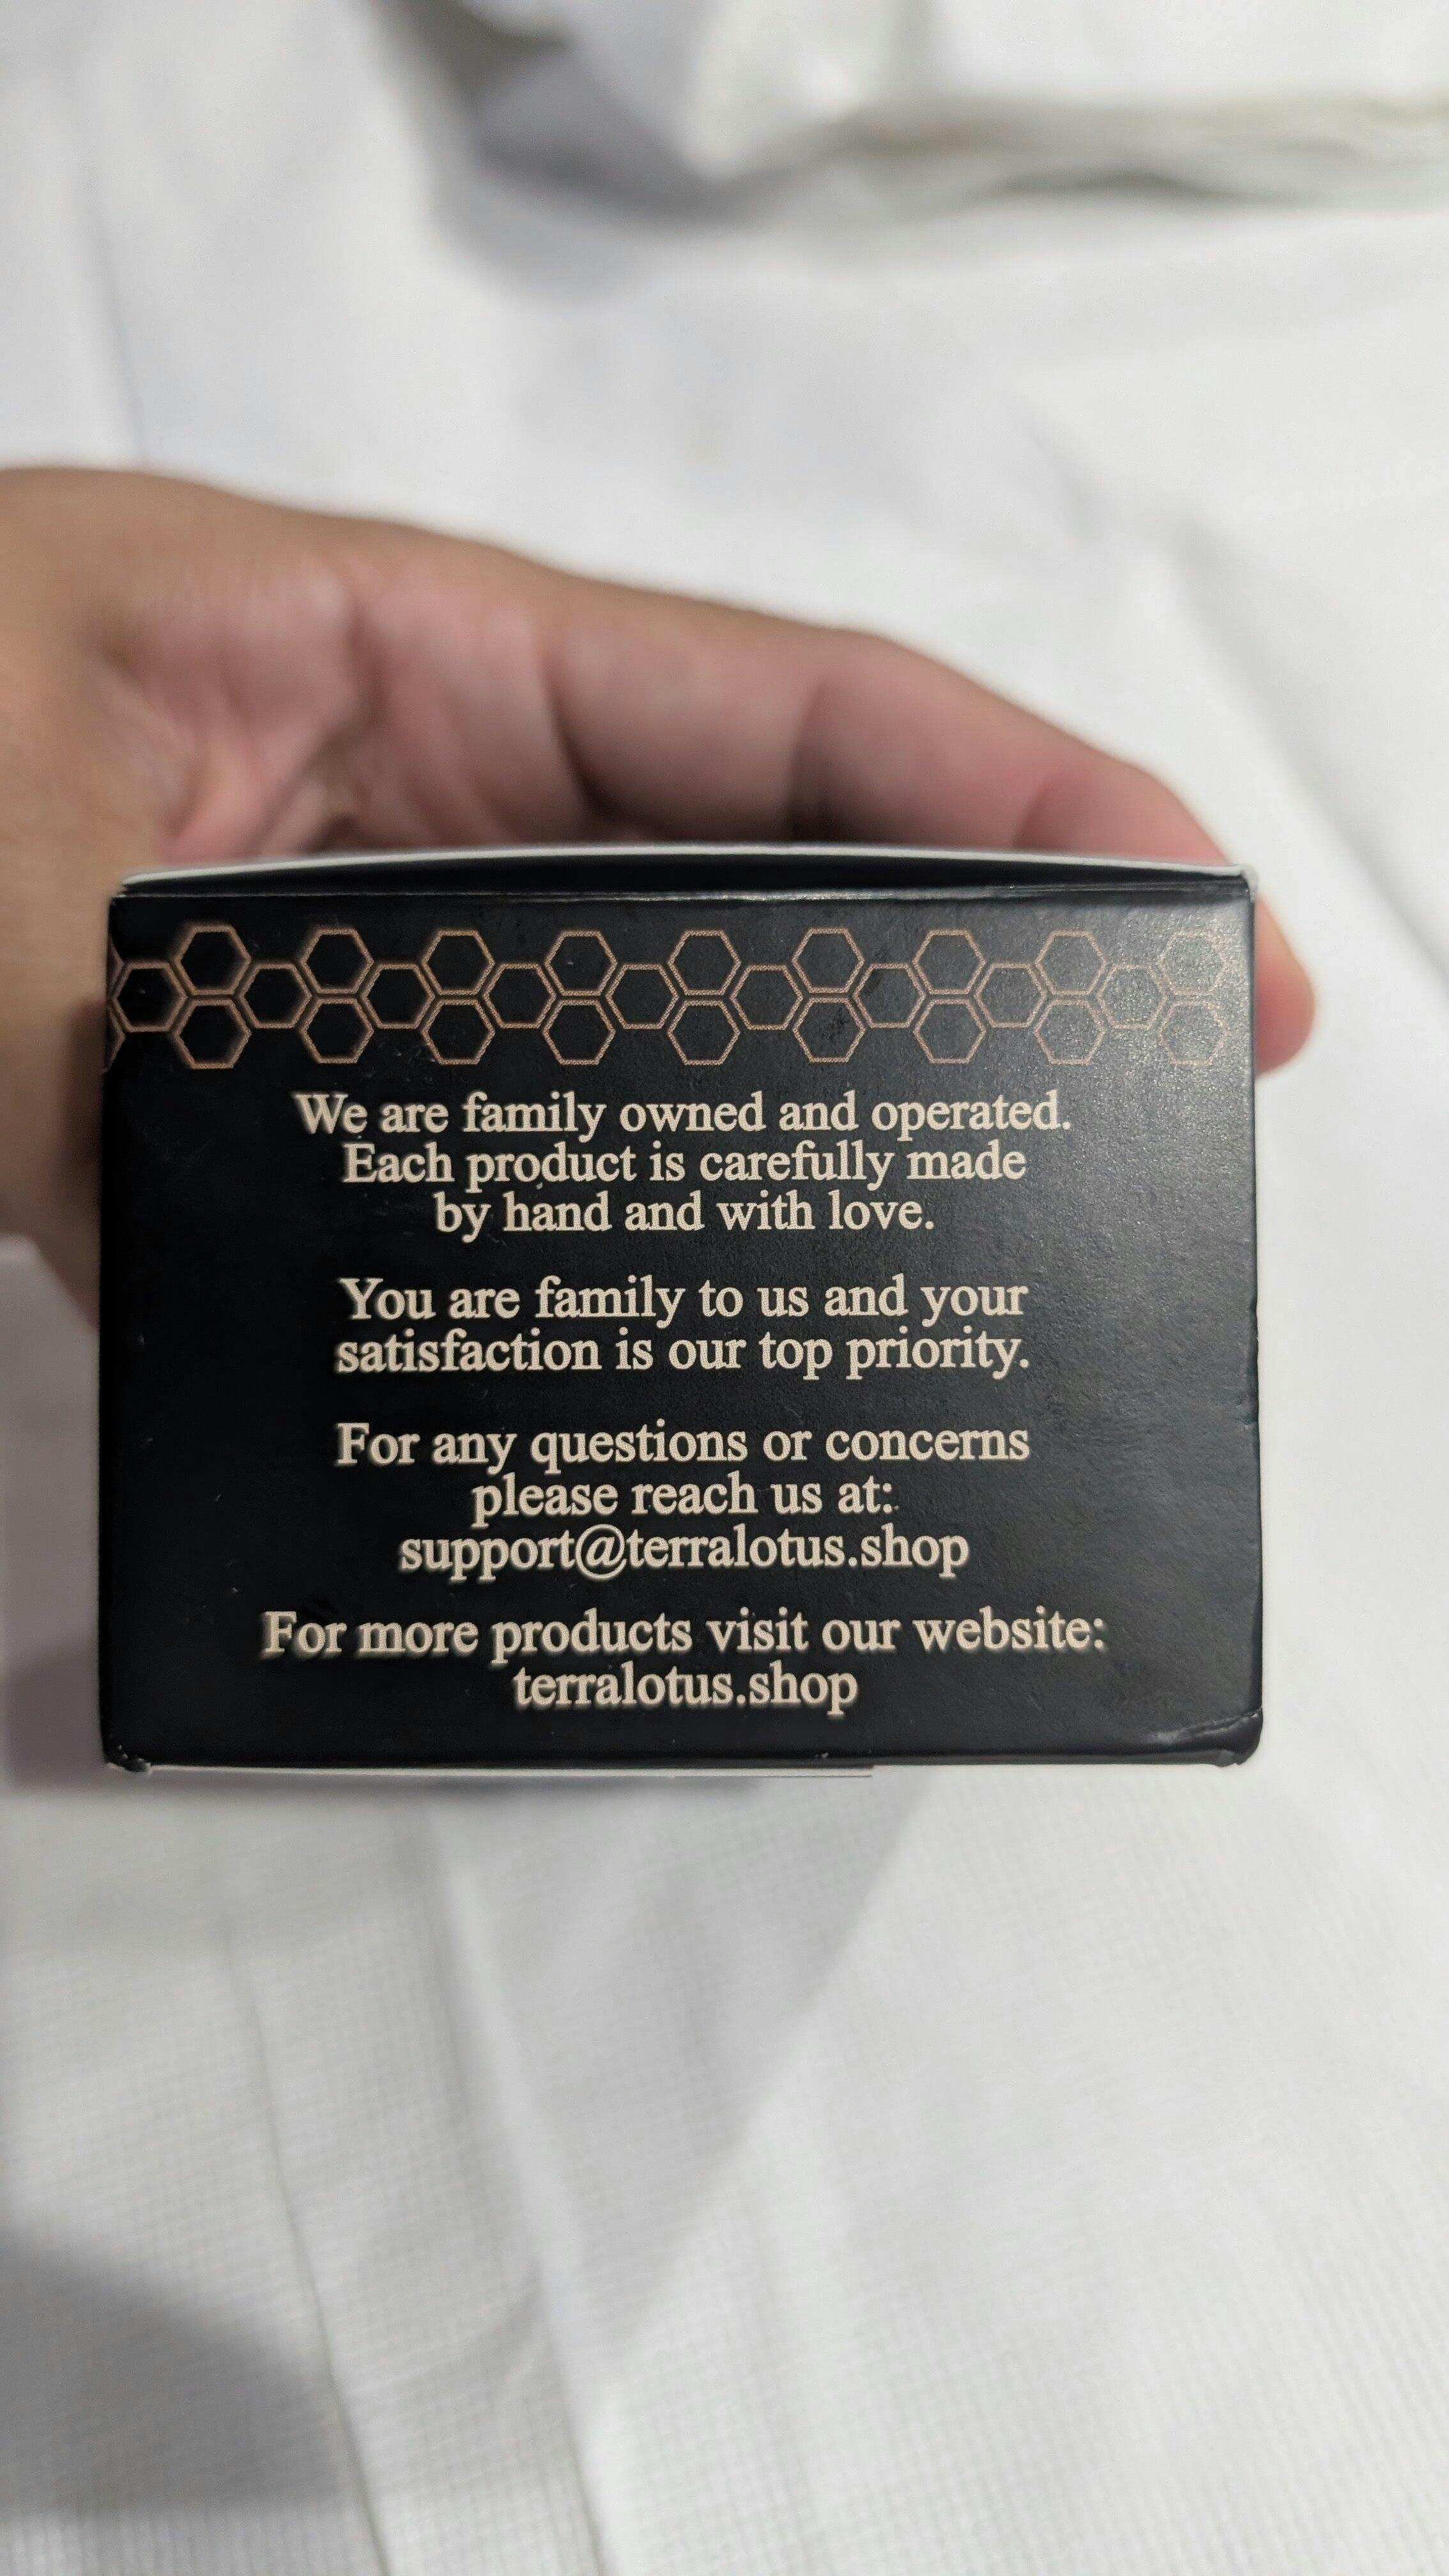 We are family owned and operated.
Each product is carefully made
by hand and with love.
You are family to us and your
satisfaction is our top priority.
For any questions or concerns
please reach us at:
support@terralotus.shop
For more products visit our website:
terralotus.shop